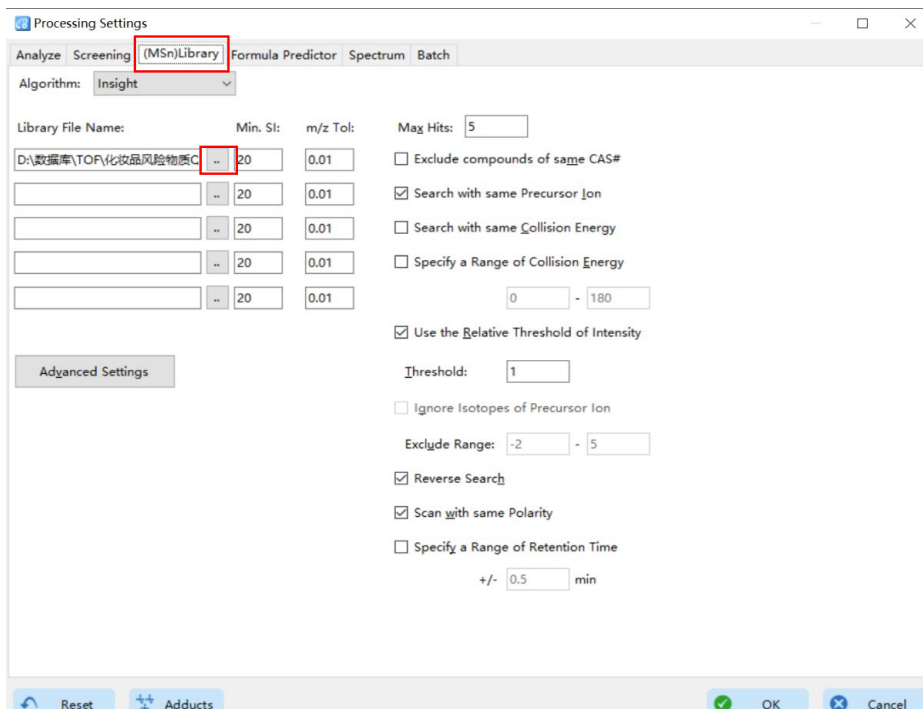 Processing Settings
Analyze Screening (MSn)Library Formula Predictor Spectrum Batch
Algorithm: Insight
Library File Name: Min. SI: m/z Tol: Max Hits: 5
D:\数据库\TOF\化妆品风险物质C .. 20 0.01 Exclude compounds of same CAS#
.. 20 0.01 Search with same Precursor Ion
.. 20 0.01 Search with same Collision Energy
.. 20 0.01 Specify a Range of Collision Energy
.. 20 0.01 0 - 180
Use the Relative Threshold of Intensity
Advanced Settings Threshold: 1
Ignore Isotopes of Precursor Ion
Exclude Range: -2 - 5
Reverse Search
Scan with same Polarity
Specify a Range of Retention Time
+/- 0.5 min
Reset Adducts OK Cancel